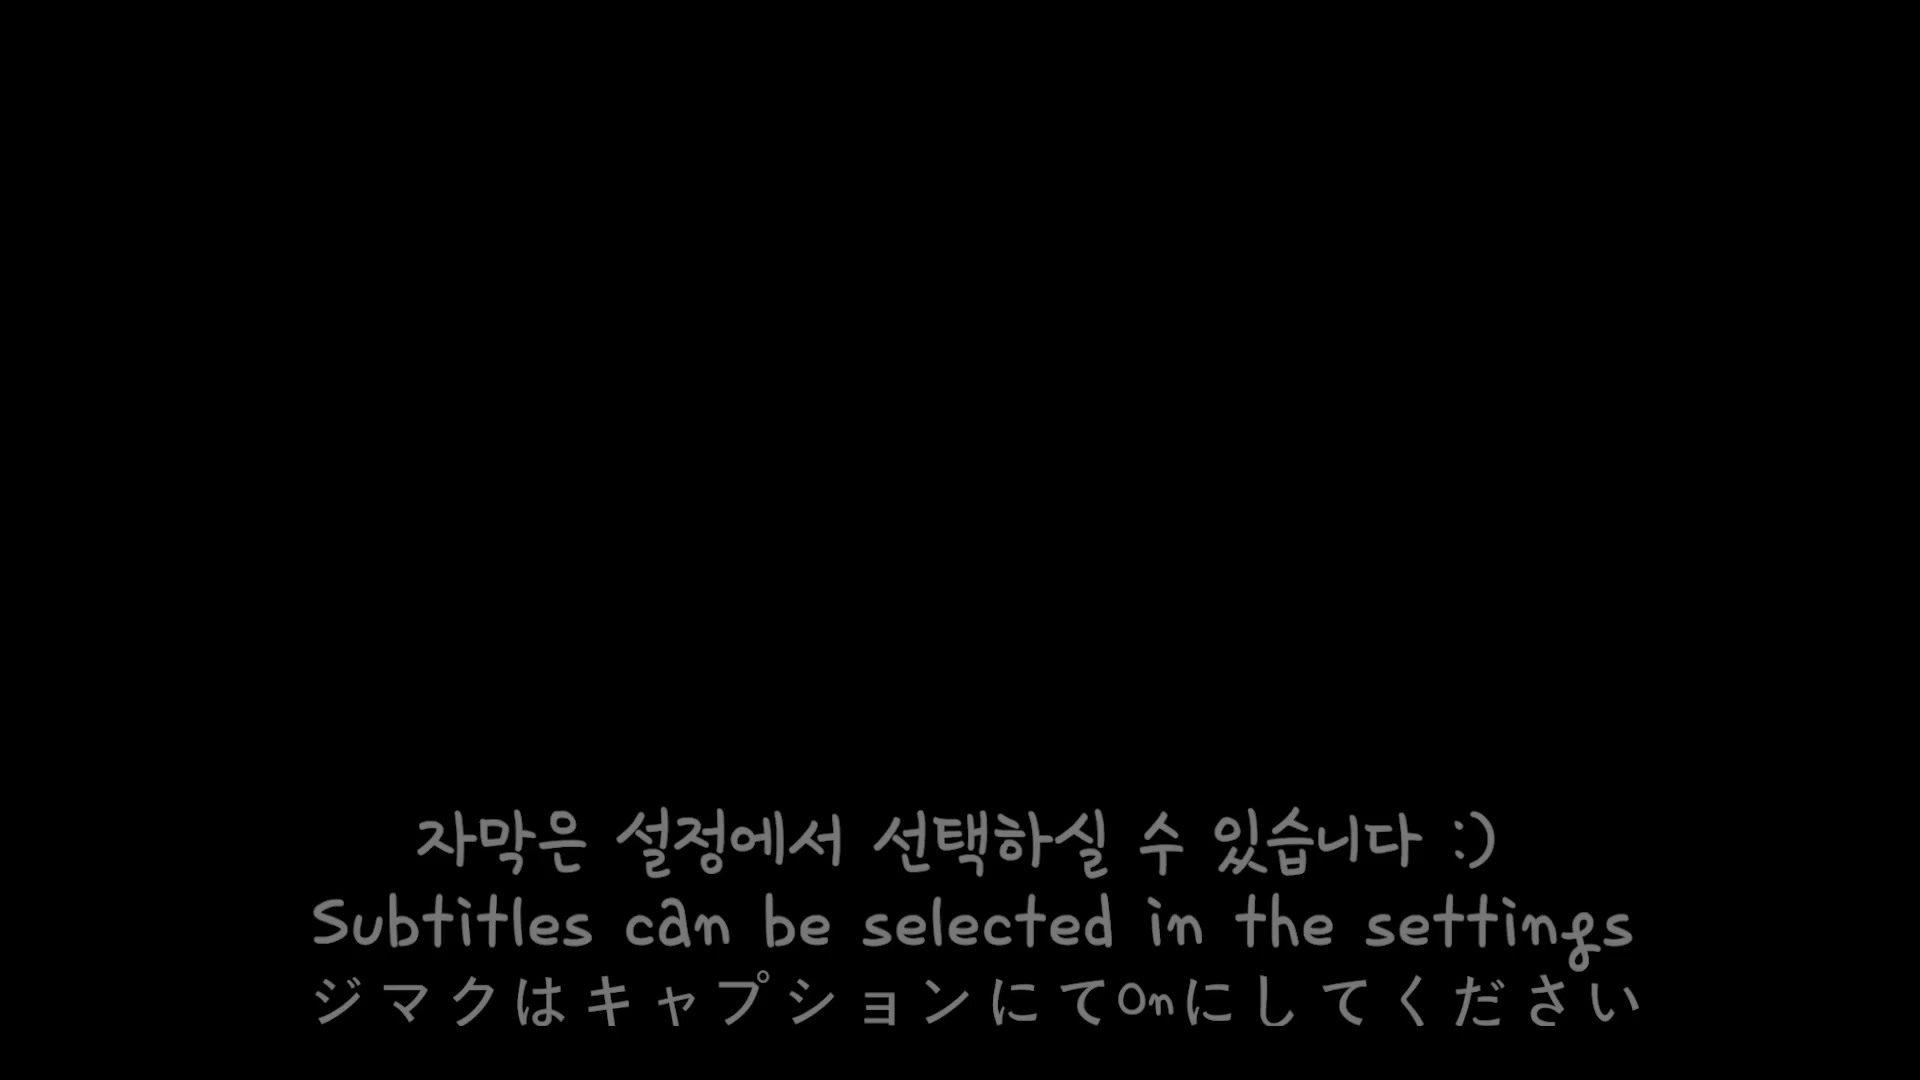 자막은 설정에서 선택하실 수 있습니다 :)
Subtitles can be selected in the settings
ジマクはキャプションにてOnにしてください